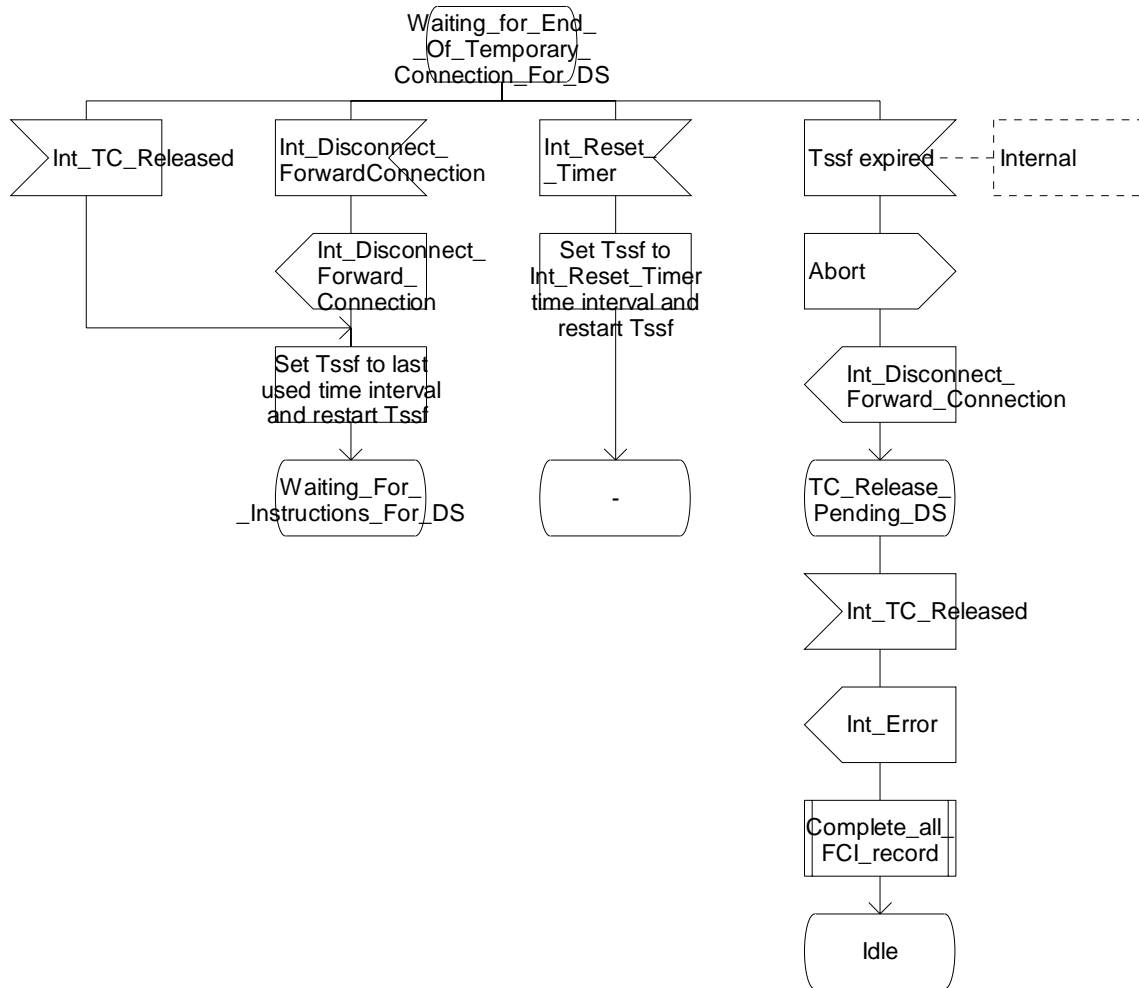 Waiting_for_End_
_Of_Temporary_
Connection_For_DS
Int_TC_Released
Int_Disconnect_
ForwardConnection
Int_Reset_
_Timer
Tssf expired
Internal
Int_Disconnect_
Forward_
Connection
Set Tssf to
Int_Reset_Timer
time interval and
restart Tssf
Abort
Set Tssf to last
used time interval
and restart Tssf
Int_Disconnect_
Forward_Connection
Waiting_For_
_Instructions_For_DS
-
TC_Release_
Pending_DS
Int_TC_Released
Int_Error
Complete_all_
FCI_record
Idle